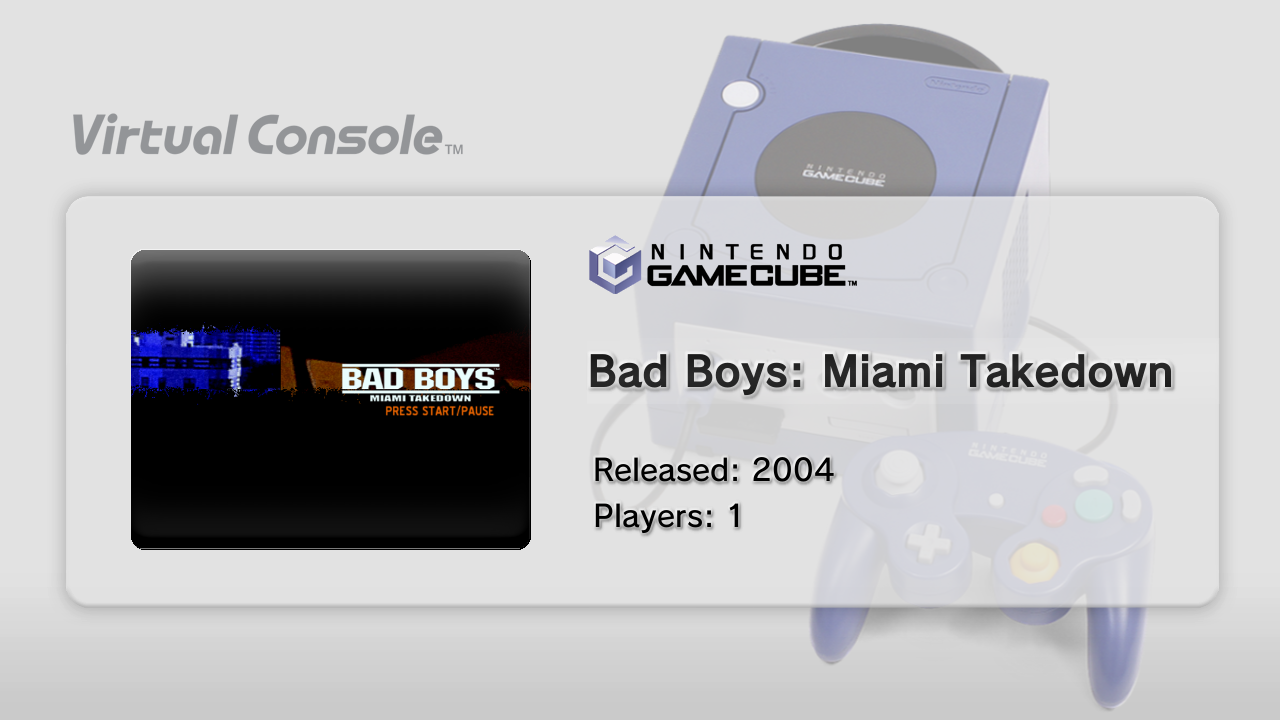 Nintendo
NINTENDO
GAMECUBE
Virtual Console™
NINTENDO
GAMECUBE™
BAD BOYS
MIAMI TAKEDOWN
PRESS START/PAUSE
Bad Boys: Miami Takedown
Released: 2004
Players: 1
NINTENDO
GAMECUBE